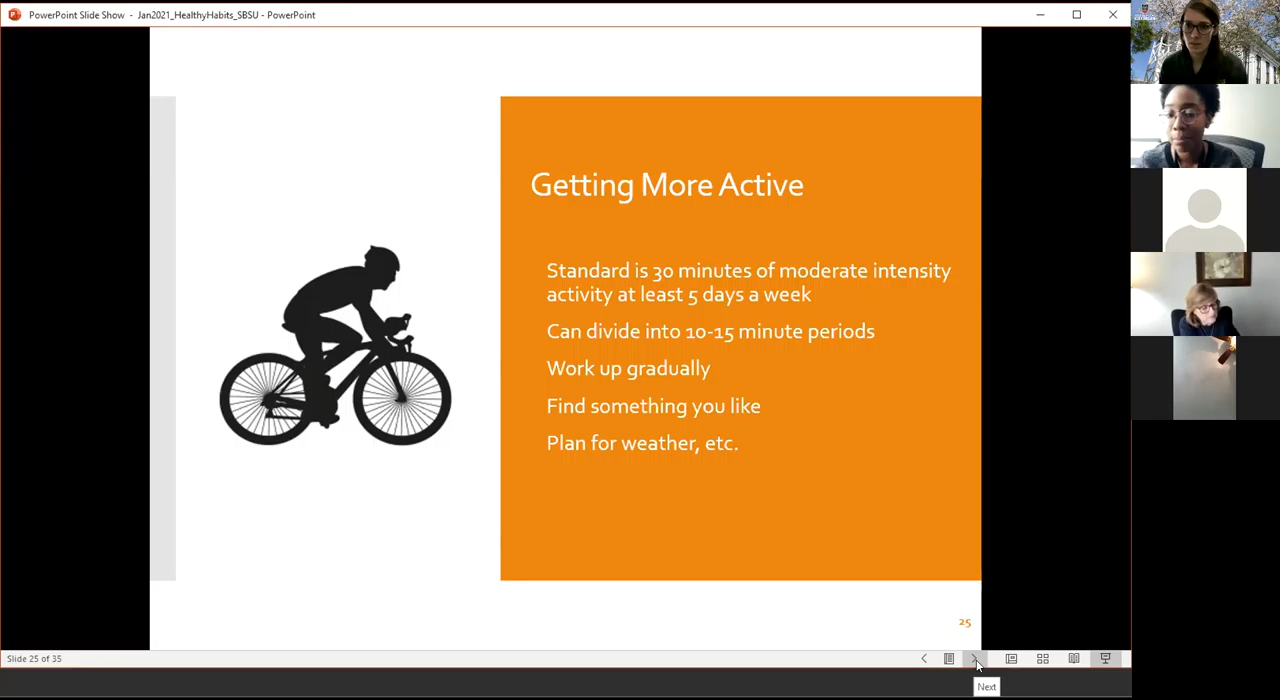 PowerPoint Slide Show - Jan2021_HealthyHabits_SBSU - PowerPoint
Getting More Active
Standard is 30 minutes of moderate intensity
activity at least 5 days a week
Can divide into 10-15 minute periods
Work up gradually
Find something you like
Plan for weather, etc.
25
Slide 25 of 35
Next